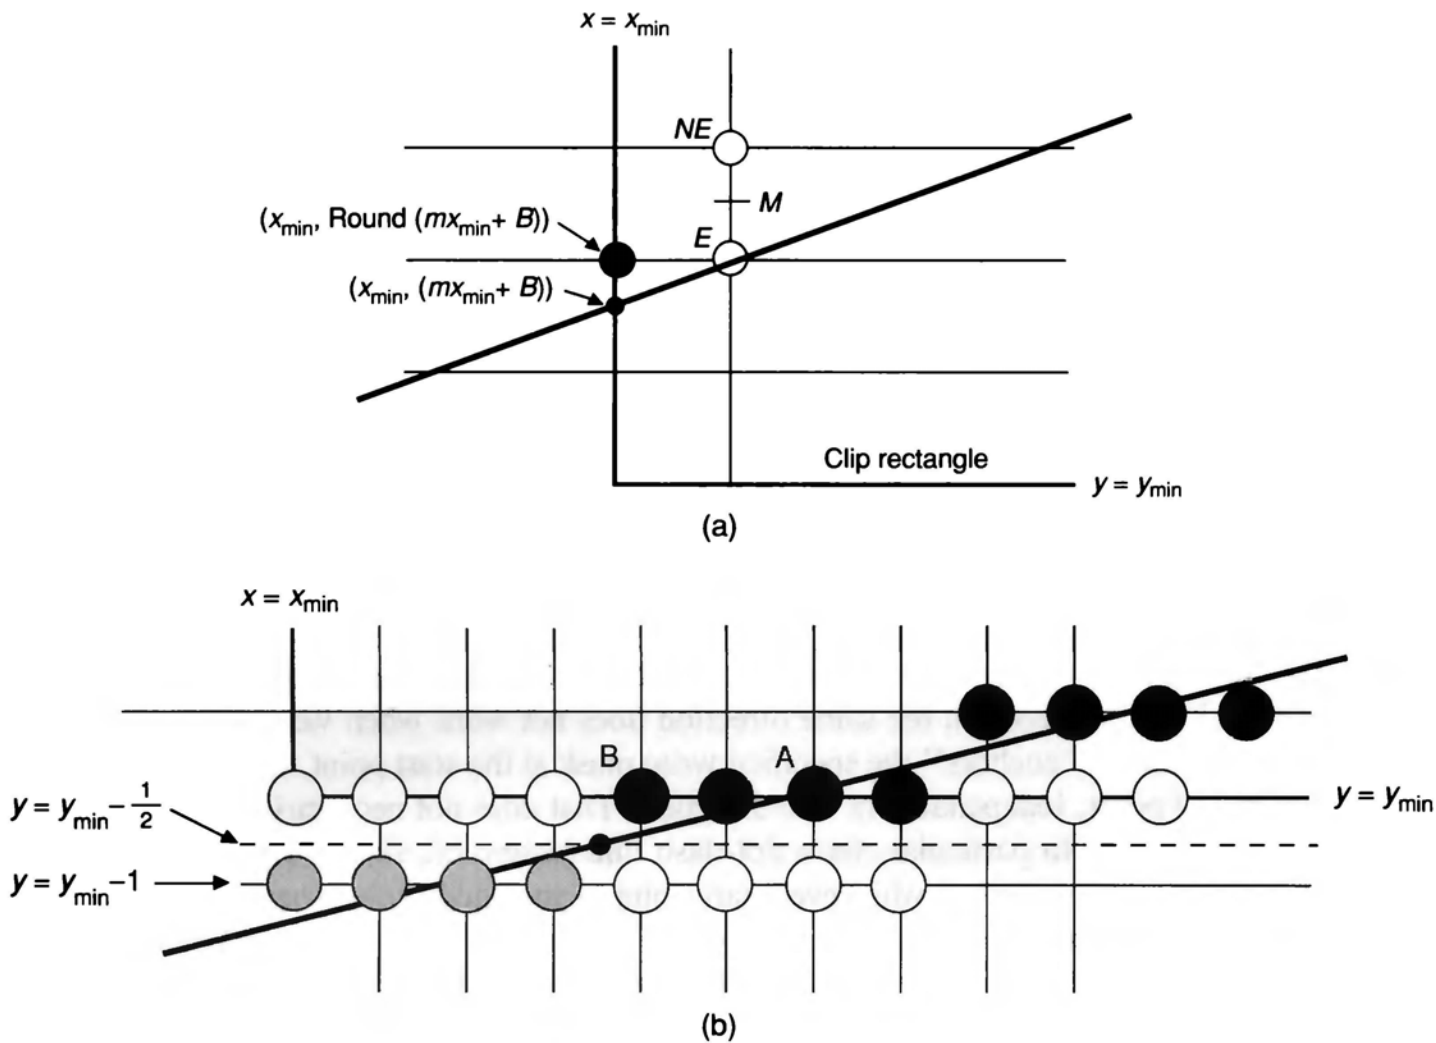 x = xmin
NE
M
(xmin, Round (mxmin+ B))
E
(xmin, (mxmin+ B))
Clip rectangle
y = ymin
(a)
x = xmin
B
A
y = ymin−1/2
y = ymin
y = ymin−1
(b)